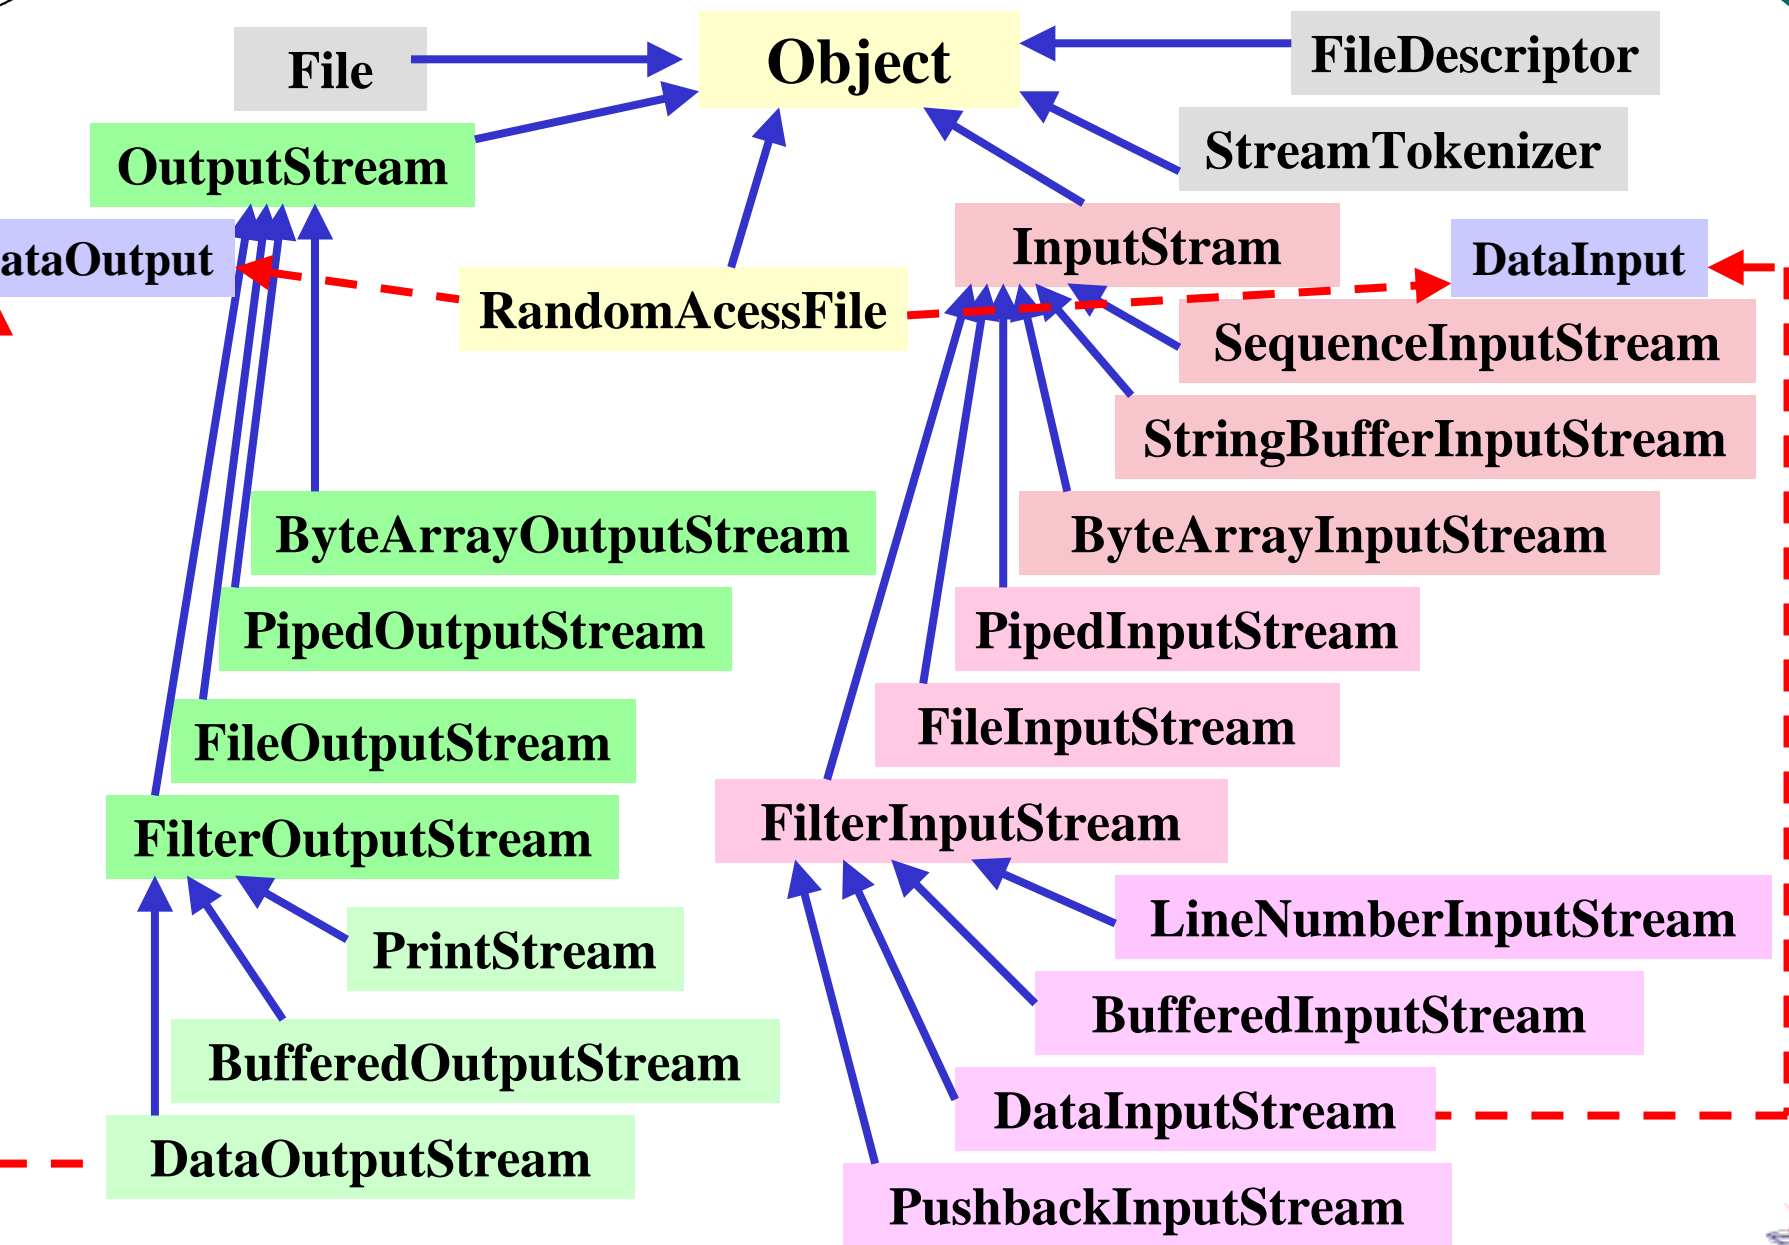 File
Object
FileDescriptor
OutputStream
StreamTokenizer
ataOutput
InputStram
DataInput
RandomAcessFile
SequenceInputStream
StringBufferInputStream
ByteArrayOutputStream
ByteArrayInputStream
PipedOutputStream
PipedInputStream
FileOutputStream
FileInputStream
FilterOutputStream
FilterInputStream
PrintStream
LineNumberInputStream
BufferedOutputStream
BufferedInputStream
DataOutputStream
DataInputStream
PushbackInputStream